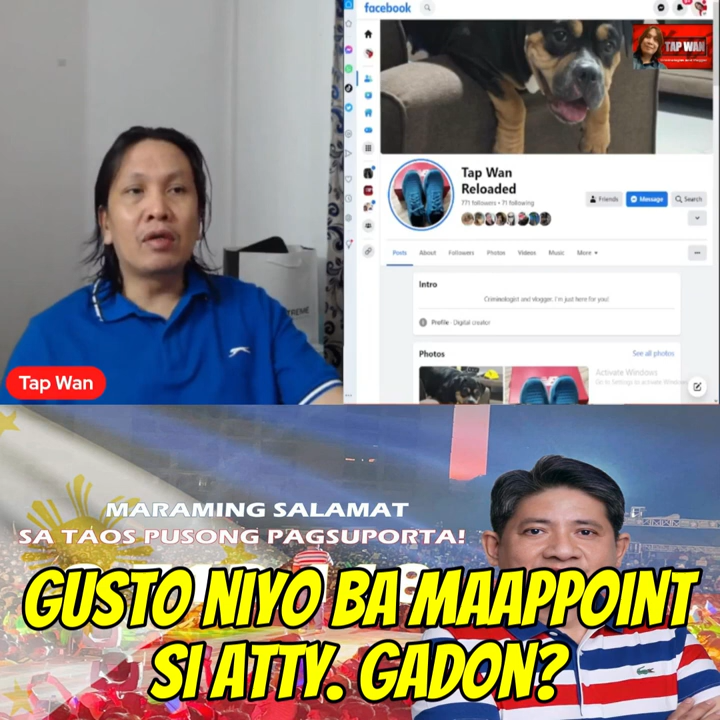 facebook
TAP WAN
Tap Wan
Reloaded
771 followers • 71 following
Friends
Message
Search
Posts
About
Followers
Photos
Videos
Music
More
Intro
Criminologist and vlogger. I'm just here for you!
Profile · Digital creator
Photos
See all photos
Activate Windows
Go to Settings to activate Windows
Tap Wan
MARAMING SALAMAT
SA TAOS PUSONG PAGSUPORTA!
GUSTO NIYO BA MAAPPOINT
SI ATTY. GADON?